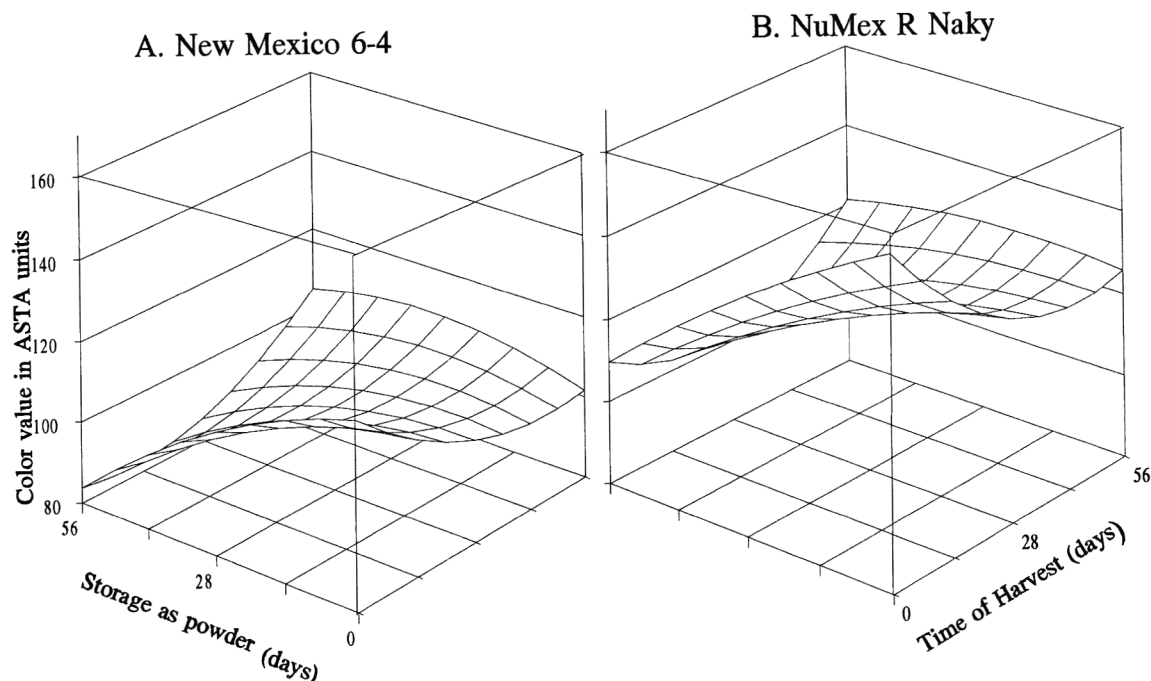 A. New Mexico 6-4
B. NuMex R Naky
Color value in ASTA units
160
140
120
100
80
56
28
0
Storage as powder (days)
56
28
0
Time of Harvest (days)